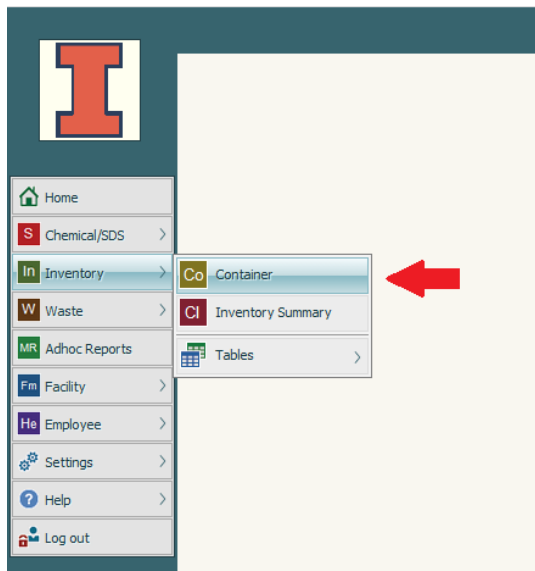 I
Home
S Chemical/SDS
In Inventory
Co Container
W Waste
CI Inventory Summary
MR Adhoc Reports
Tables
Fm Facility
He Employee
Settings
? Help
Log out